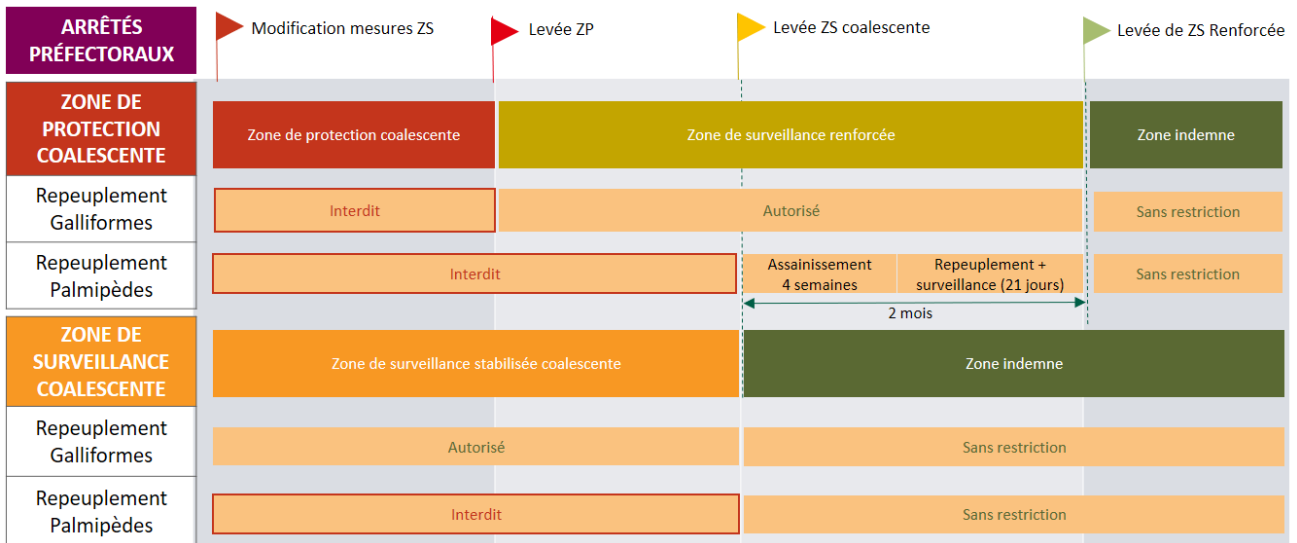 ARRÊTÉS
PRÉFECTORAUX
Modification mesures ZS
Levée ZP
Levée ZS coalescente
Levée de ZS Renforcée
ZONE DE
PROTECTION
COALESCENTE
Zone de protection coalescente
Zone de surveillance renforcée
Zone indemne
Repeuplement
Galliformes
Interdit
Autorisé
Sans restriction
Repeuplement
Palmipèdes
Interdit
Assainissement
4 semaines
Repeuplement +
surveillance (21 jours)
Sans restriction
2 mois
ZONE DE
SURVEILLANCE
COALESCENTE
Zone de surveillance stabilisée coalescente
Zone indemne
Repeuplement
Galliformes
Autorisé
Sans restriction
Repeuplement
Palmipèdes
Interdit
Sans restriction